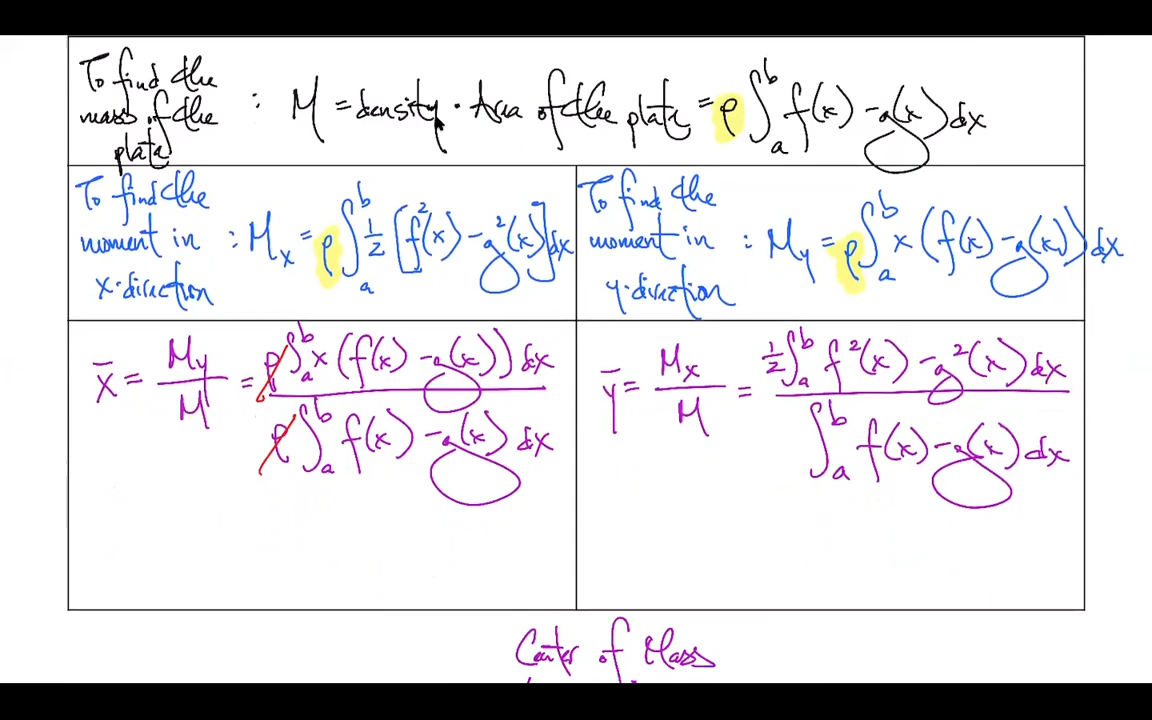 To find the
mass of the
plate
: M = density · Area of the plate = ρ ∫_a^b f(x) - g(x) dx
To find the
moment in
x-direction
: M_x = ρ ∫_a^b 1/2 [f²(x) - g²(x)] dx
To find the
moment in
y-direction
: M_y = ρ ∫_a^b x (f(x) - g(x)) dx
x̄ = M_y / M = ρ ∫_a^b x (f(x) - g(x)) dx / ρ ∫_a^b f(x) - g(x) dx
ȳ = M_x / M = 1/2 ∫_a^b f²(x) - g²(x) dx / ∫_a^b f(x) - g(x) dx
Center of Mass